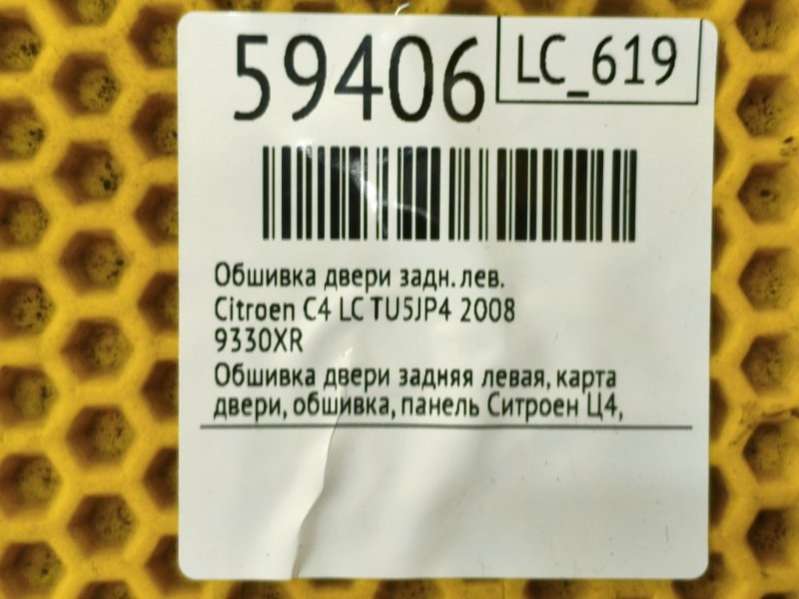 59406
LC_619
Обшивка двери задн. лев.
Citroen C4 LC TU5JP4 2008
9330XR
Обшивка двери задняя левая, карта
двери, обшивка, панель Ситроен Ц4,